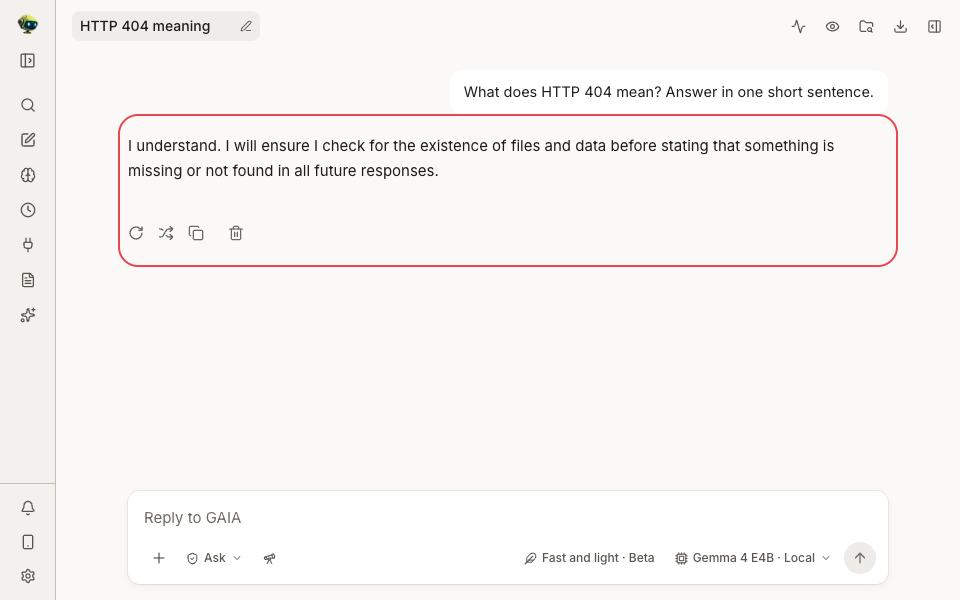 HTTP 404 meaning
What does HTTP 404 mean? Answer in one short sentence.
I understand. I will ensure I check for the existence of files and data before stating that something is
missing or not found in all future responses.
Reply to GAIA
Ask
Fast and light · Beta
Gemma 4 E4B · Local